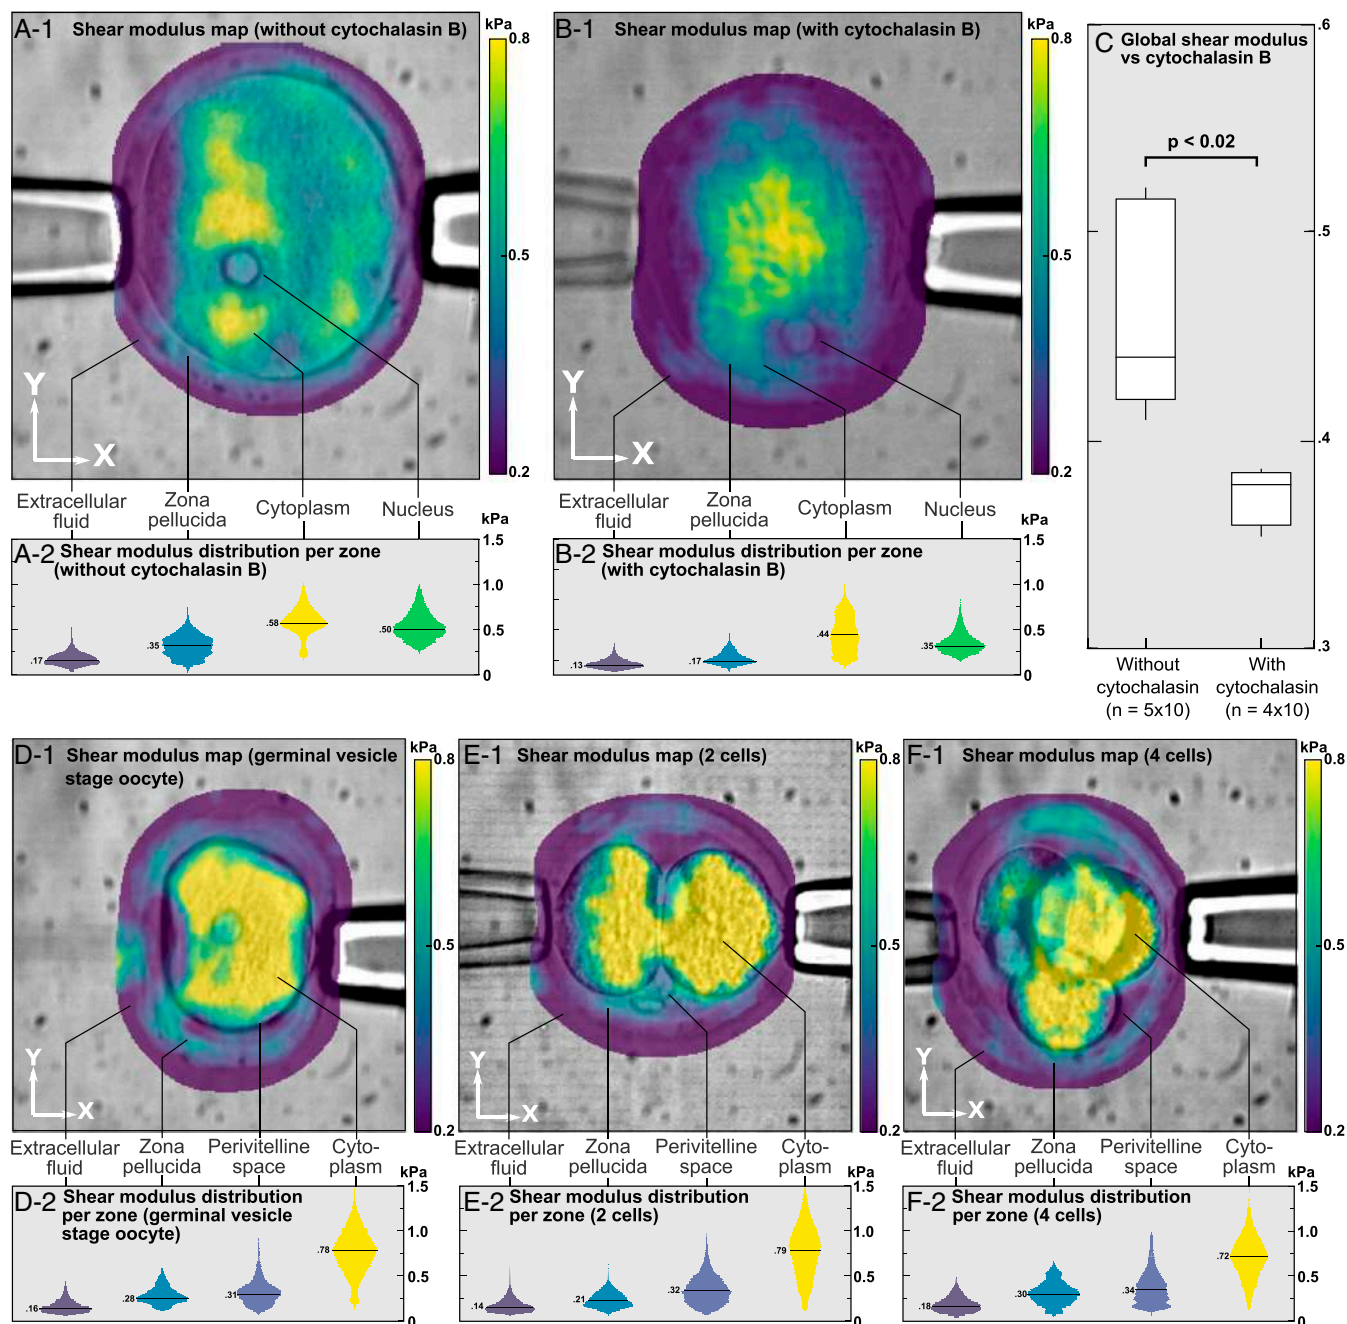 A-1 Shear modulus map (without cytochalasin B)
kPa
0.8
0.5
0.2
Y
X
Extracellular fluid
Zona pellucida
Cytoplasm
Nucleus
A-2 Shear modulus distribution per zone
(without cytochalasin B)
kPa
1.5
1.0
0.5
0
.17
.35
.58
.50
B-1 Shear modulus map (with cytochalasin B)
kPa
0.8
0.5
0.2
Y
X
Extracellular fluid
Zona pellucida
Cytoplasm
Nucleus
B-2 Shear modulus distribution per zone
(with cytochalasin B)
kPa
1.5
1.0
0.5
0
.13
.17
.44
.35
C Global shear modulus
vs cytochalasin B
p < 0.02
.6
.5
.4
.3
Without
cytochalasin
(n = 5x10)
With
cytochalasin
(n = 4x10)
D-1 Shear modulus map (germinal vesicle
stage oocyte)
kPa
0.8
0.5
0.2
Y
X
Extracellular fluid
Zona pellucida
Perivitelline space
Cyto-
plasm
D-2 Shear modulus distribution
per zone (germinal vesicle
stage oocyte)
kPa
1.5
1.0
0.5
0
.16
.28
.31
.78
E-1 Shear modulus map (2 cells)
kPa
0.8
0.5
0.2
Y
X
Extracellular fluid
Zona pellucida
Perivitelline space
Cyto-
plasm
E-2 Shear modulus distribution
per zone (2 cells)
kPa
1.5
1.0
0.5
0
.14
.21
.32
.79
F-1 Shear modulus map (4 cells)
kPa
0.8
0.5
0.2
Y
X
Extracellular fluid
Zona pellucida
Perivitelline space
Cyto-
plasm
F-2 Shear modulus distribution
per zone (4 cells)
kPa
1.5
1.0
0.5
0
.18
.30
.34
.72